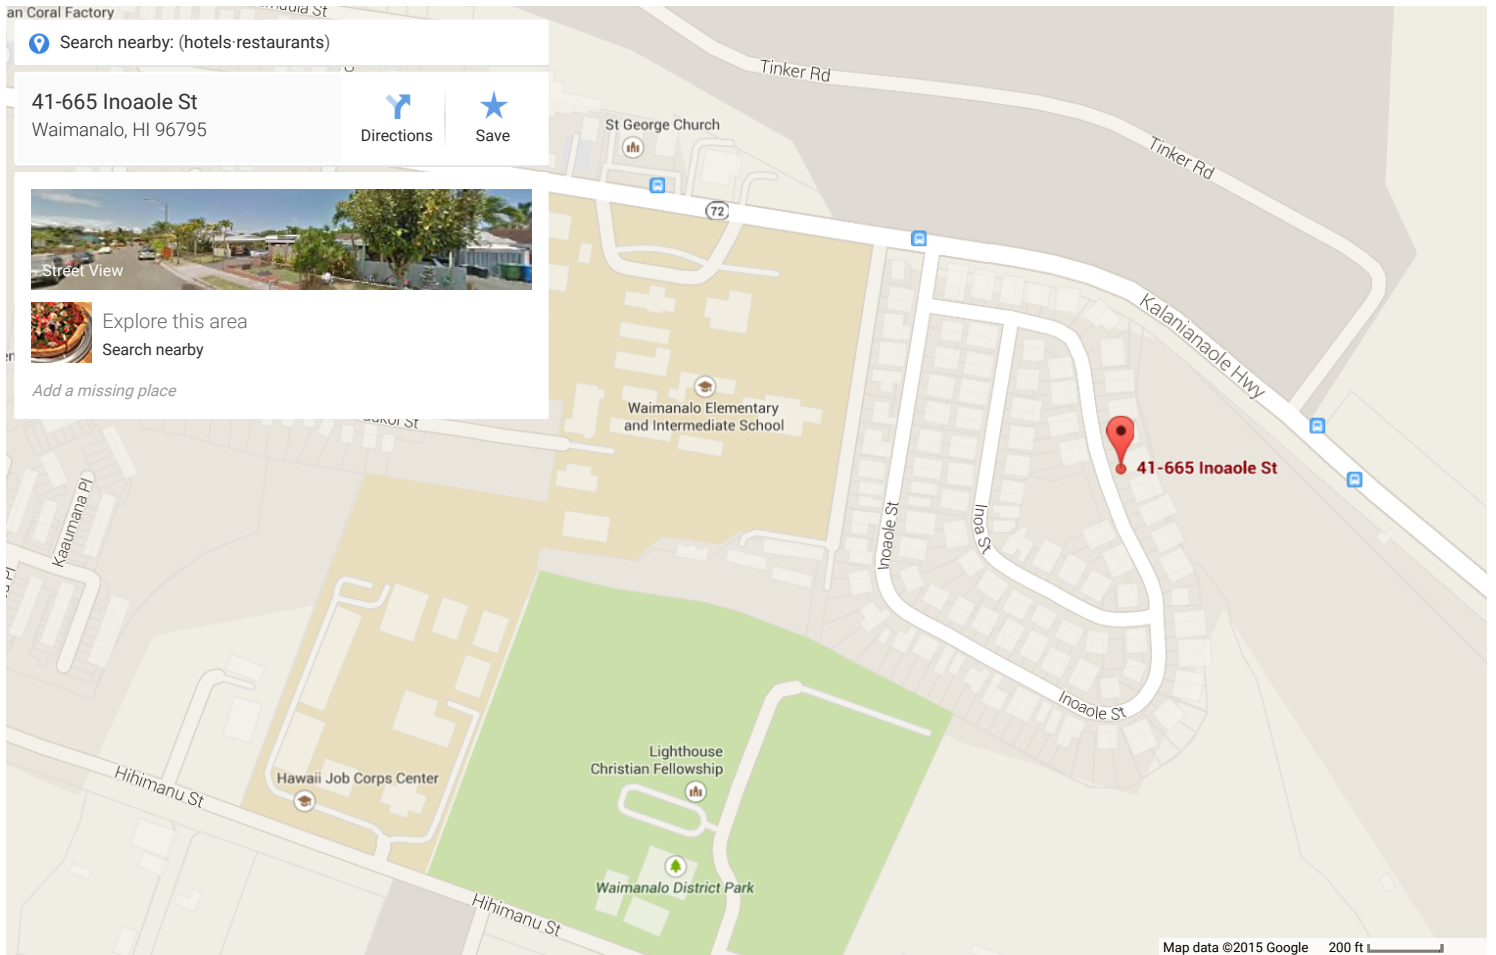 an Coral Factory
Search nearby: (hotels·restaurants)
41-665 Inoaole St
Waimanalo, HI 96795
Directions
Save
Street View
Explore this area
Search nearby
Add a missing place
Tinker Rd
Tinker Rd
St George Church
72
Kalanianaole Hwy
Waimanalo Elementary
and Intermediate School
41-665 Inoaole St
Kaaumana Pl
Inoaole St
Inoa St
Inoaole St
Lighthouse
Christian Fellowship
Hihimanu St
Hawaii Job Corps Center
Waimanalo District Park
Hihimanu St
Map data ©2015 Google
200 ft